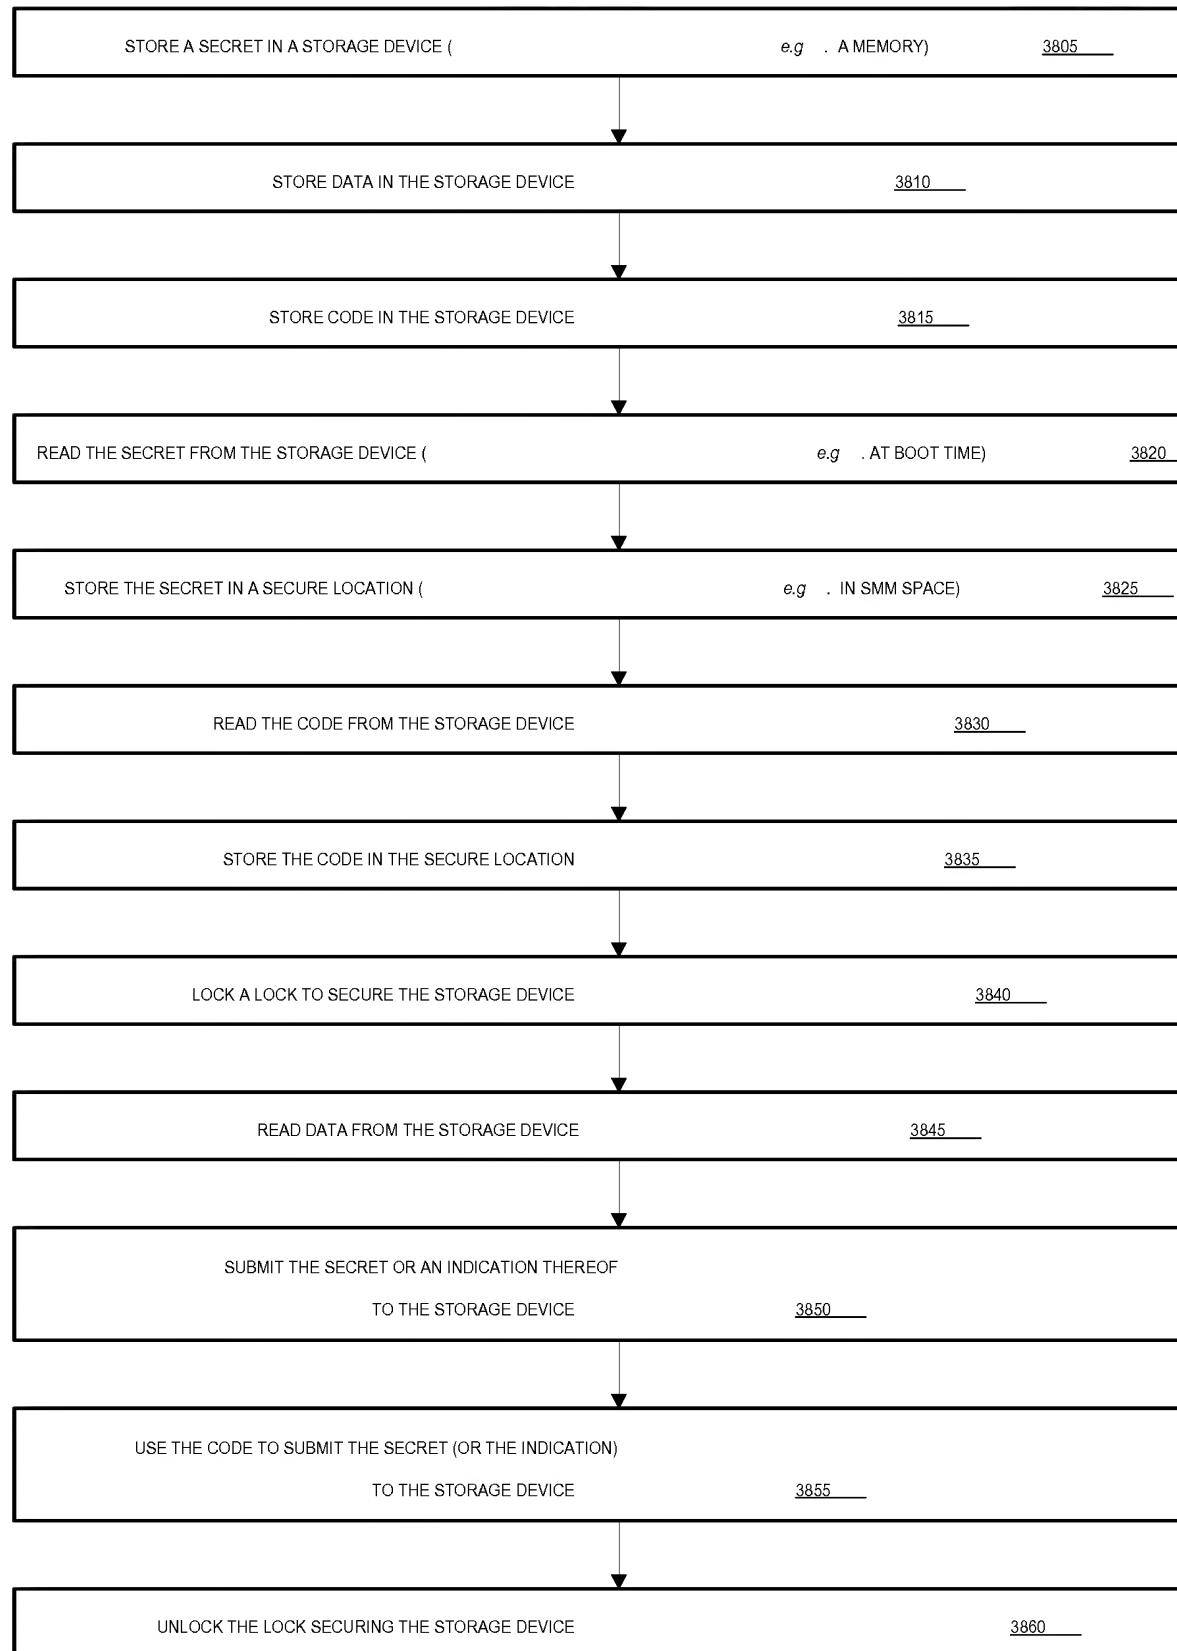 STORE A SECRET IN A STORAGE DEVICE ( e.g . A MEMORY) 3805
STORE DATA IN THE STORAGE DEVICE 3810
STORE CODE IN THE STORAGE DEVICE 3815
READ THE SECRET FROM THE STORAGE DEVICE ( e.g . AT BOOT TIME) 3820
STORE THE SECRET IN A SECURE LOCATION ( e.g . IN SMM SPACE) 3825
READ THE CODE FROM THE STORAGE DEVICE 3830
STORE THE CODE IN THE SECURE LOCATION 3835
LOCK A LOCK TO SECURE THE STORAGE DEVICE 3840
READ DATA FROM THE STORAGE DEVICE 3845
SUBMIT THE SECRET OR AN INDICATION THEREOF
TO THE STORAGE DEVICE 3850
USE THE CODE TO SUBMIT THE SECRET (OR THE INDICATION)
TO THE STORAGE DEVICE 3855
UNLOCK THE LOCK SECURING THE STORAGE DEVICE 3860